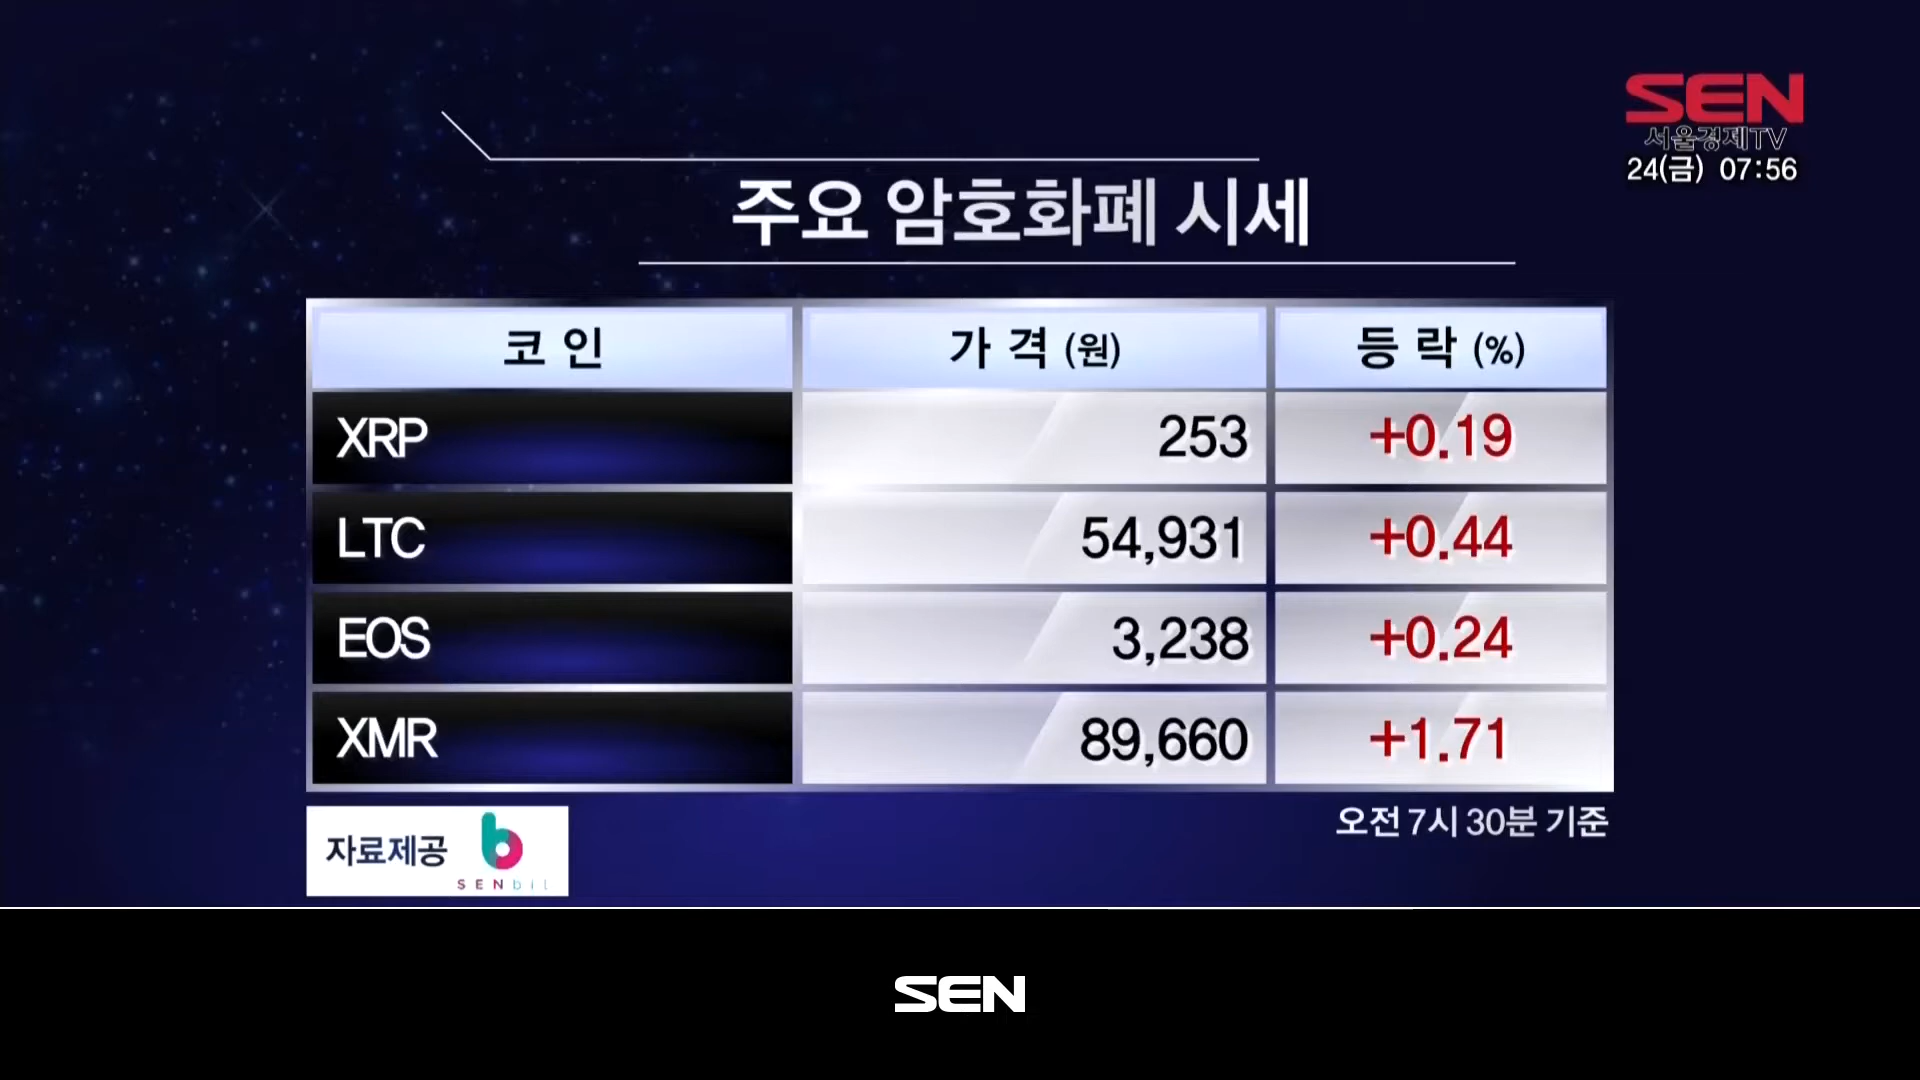 SEN
서울경제TV
24(금) 07:56
주요 암호화폐 시세
코 인 가 격 (원) 등 락 (%)
XRP 253 +0.19
LTC 54,931 +0.44
EOS 3,238 +0.24
XMR 89,660 +1.71
자료제공 b
SENbit
오전 7시 30분 기준
SEN